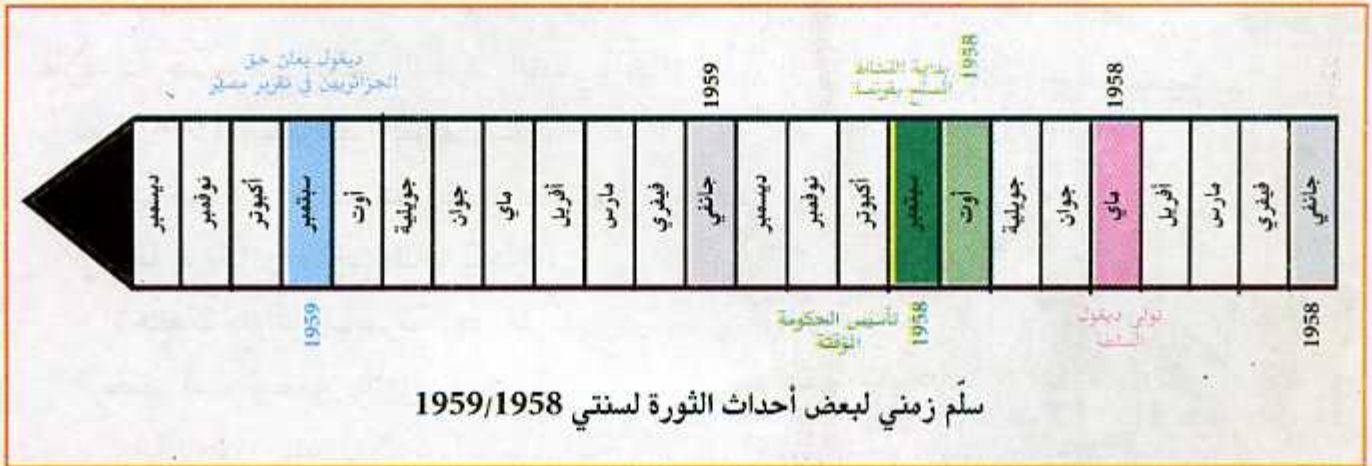 ديغول يعلن حق
الجزائريين في تقرير مصير
1959
بداية النشاط
المسلح بفرنسا
1958
1958
جانفي
فيفري
مارس
أفريل
ماي
جوان
جويلية
أوت
سبتمبر
أكتوبر
نوفمبر
ديسمبر
جانفي
فيفري
مارس
أفريل
ماي
جوان
جويلية
أوت
سبتمبر
أكتوبر
نوفمبر
ديسمبر
1958
تولي ديغول
السلطة
1958
تأسيس الحكومة
المؤقتة
1959
سلّم زمني لبعض أحداث الثورة لسنتي 1959/1958